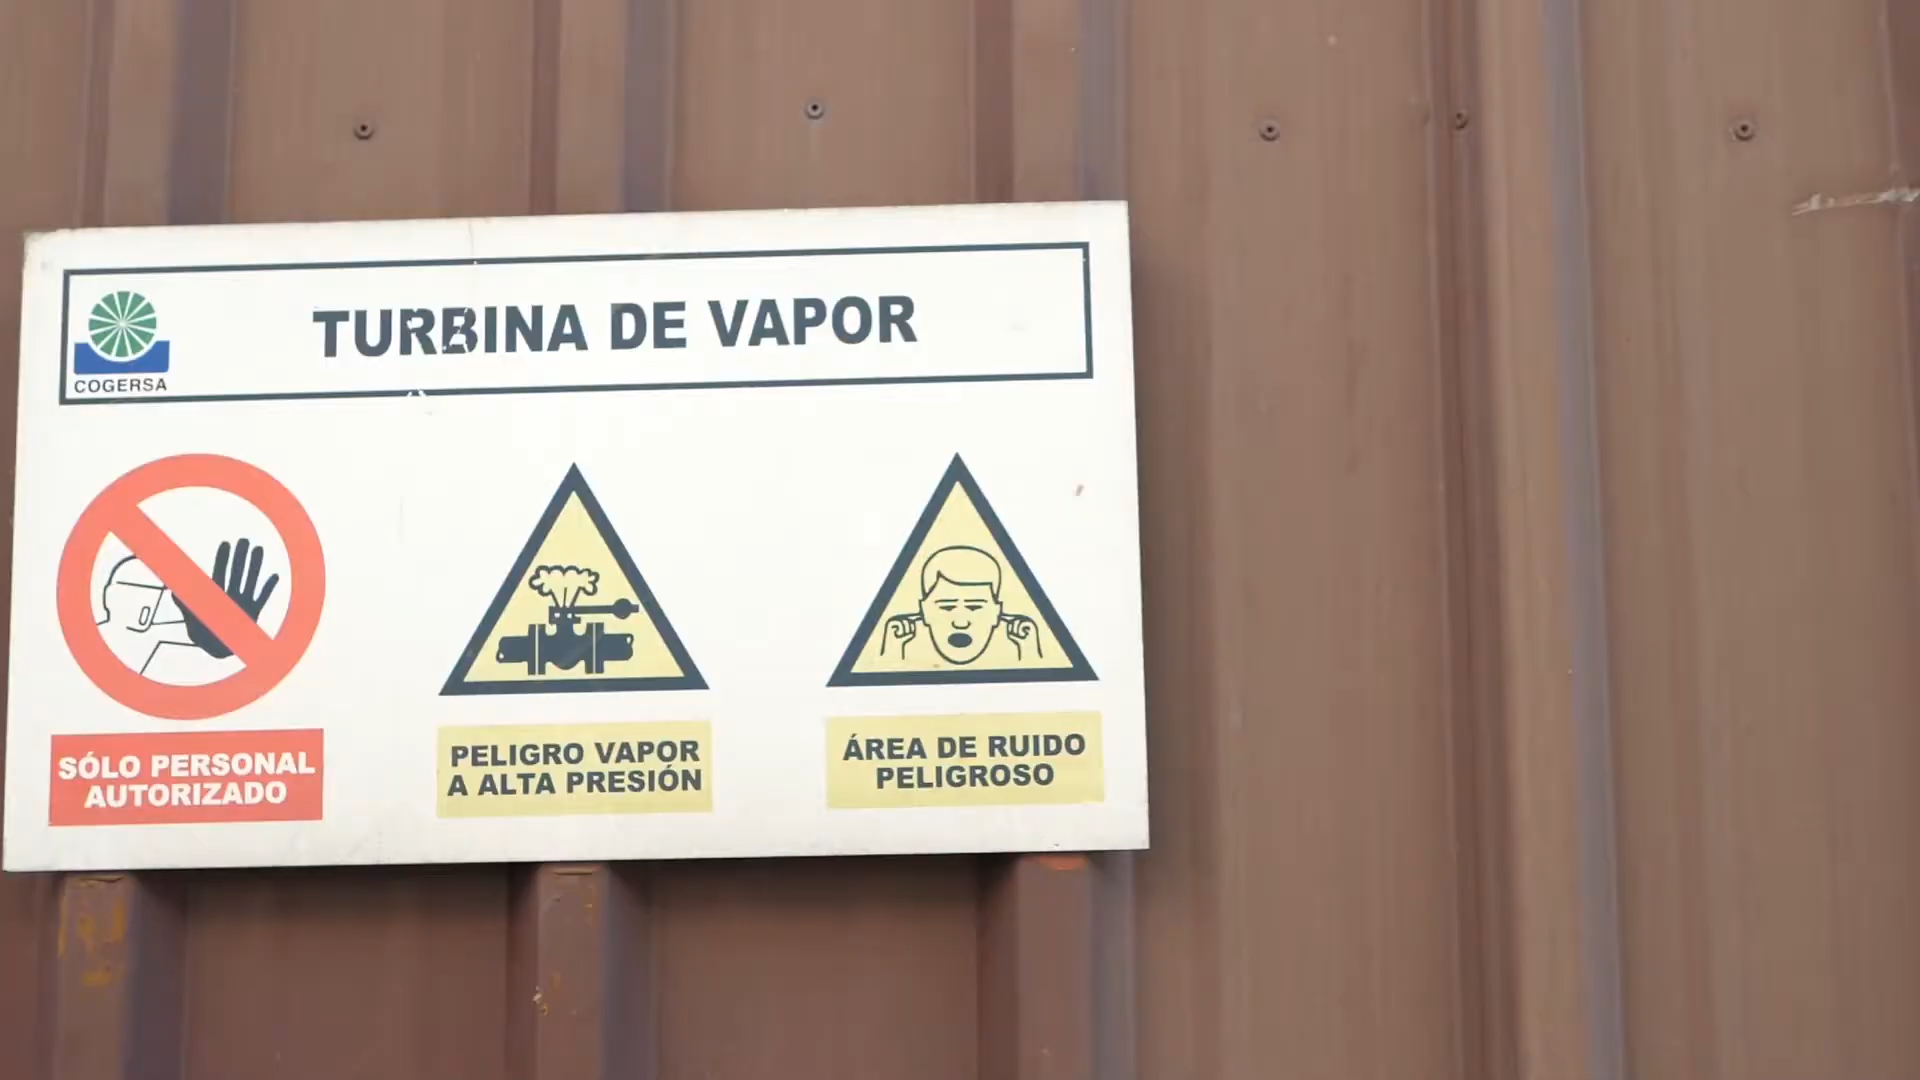 TURBINA DE VAPOR
COGERSA
SÓLO PERSONAL
AUTORIZADO
PELIGRO VAPOR
A ALTA PRESIÓN
ÁREA DE RUIDO
PELIGROSO